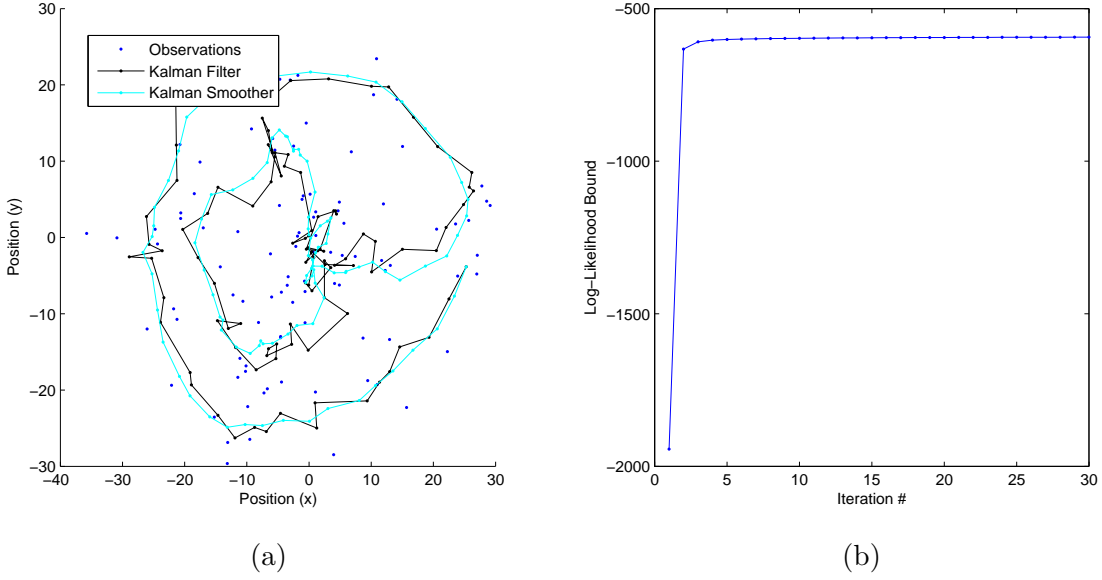 Observations
Kalman Filter
Kalman Smoother
30
20
10
0
−10
−20
−30
−40 −30 −20 −10 0 10 20 30
Position (y)
Position (x)
(a)
−500
−1000
−1500
−2000
0 5 10 15 20 25 30
Log−Likelihood Bound
Iteration #
(b)